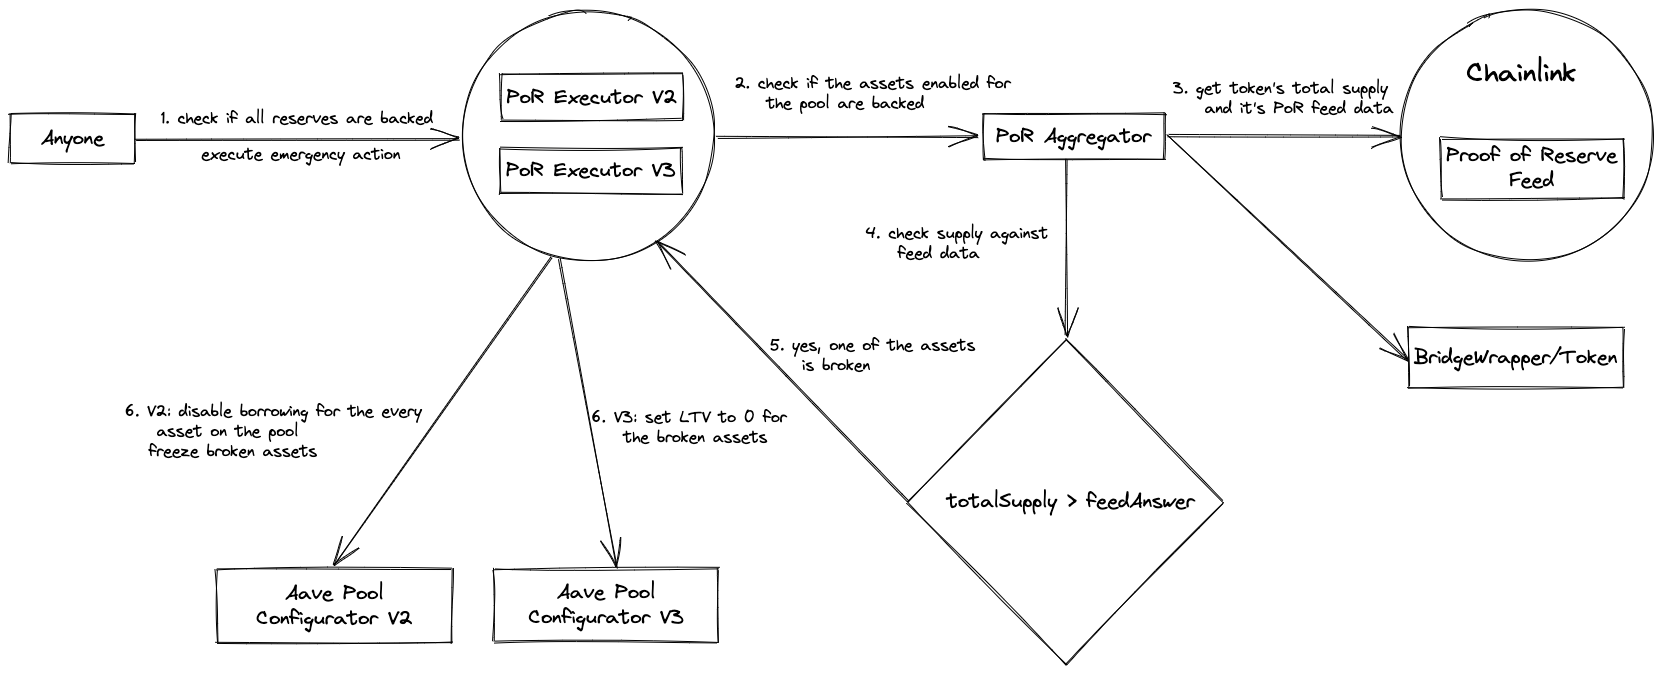 Anyone
1. check if all reserves are backed
execute emergency action
PoR Executor V2
PoR Executor V3
2. check if the assets enabled for
the pool are backed
PoR Aggregator
3. get token's total supply
and it's PoR feed data
Chainlink
Proof of Reserve
Feed
BridgeWrapper/Token
4. check supply against
feed data
totalSupply > feedAnswer
5. yes, one of the assets
is broken
6. V2: disable borrowing for the every
asset on the pool
freeze broken assets
6. V3: set LTV to 0 for
the broken assets
Aave Pool
Configurator V2
Aave Pool
Configurator V3